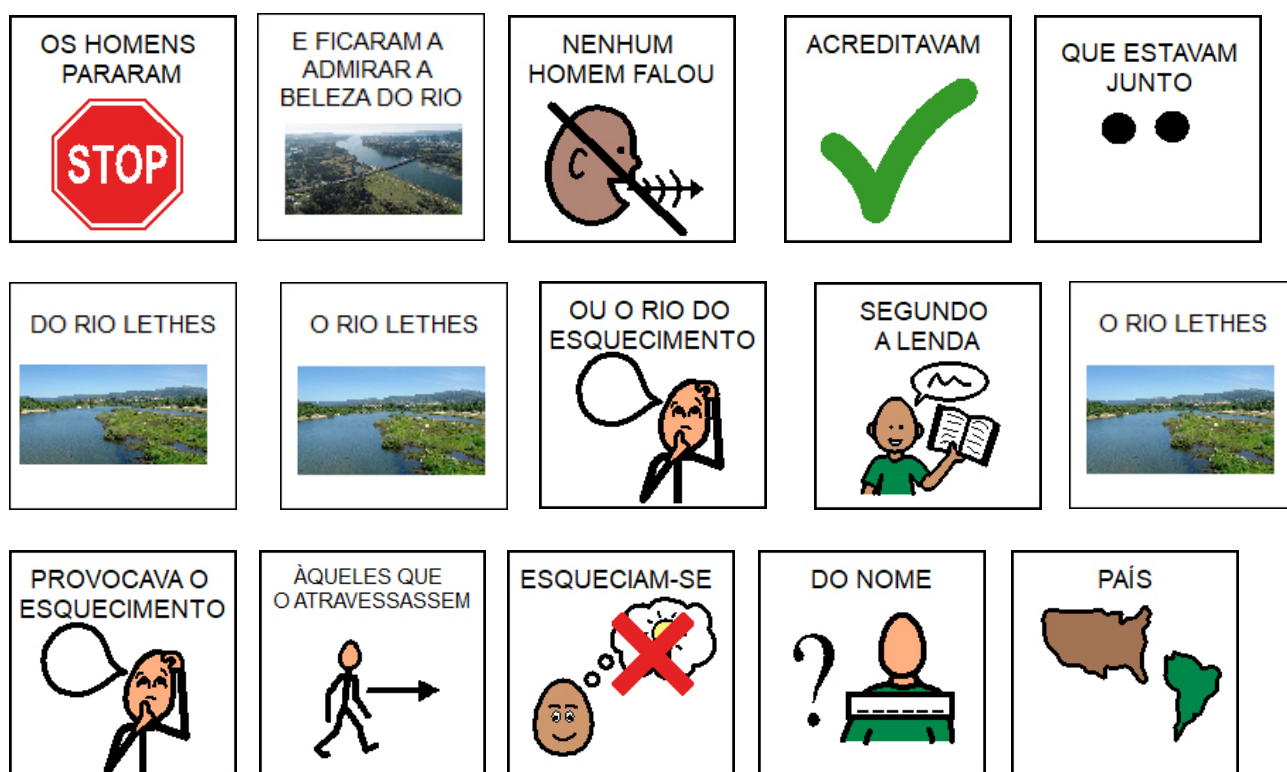 OS HOMENS
PARARAM
STOP
E FICARAM A
ADMIRAR A
BELEZA DO RIO
NENHUM
HOMEM FALOU
ACREDITAVAM
QUE ESTAVAM
JUNTO
DO RIO LETHES
O RIO LETHES
OU O RIO DO
ESQUECIMENTO
SEGUNDO
A LENDA
O RIO LETHES
PROVOCAVA O
ESQUECIMENTO
ÀQUELES QUE
O ATRAVESSASSEM
ESQUECIAM-SE
DO NOME
?
PAÍS